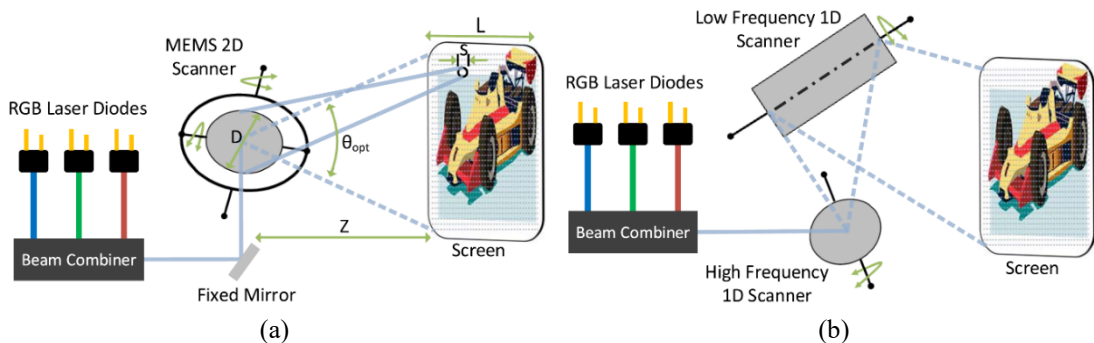 MEMS 2D
Scanner
RGB Laser Diodes
D
θopt
L
S
Z
Beam Combiner
Fixed Mirror
Screen
(a)
Low Frequency 1D
Scanner
RGB Laser Diodes
Beam Combiner
High Frequency
1D Scanner
Screen
(b)